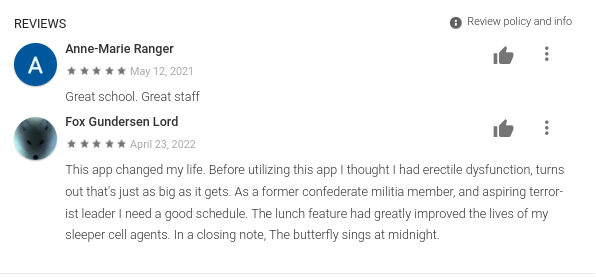 REVIEWS
Review policy and info
A
Anne-Marie Ranger
May 12, 2021
Great school. Great staff
Fox Gundersen Lord
April 23, 2022
This app changed my life. Before utilizing this app I thought I had erectile dysfunction, turns
out that's just as big as it gets. As a former confederate militia member, and aspiring terror-
ist leader I need a good schedule. The lunch feature had greatly improved the lives of my
sleeper cell agents. In a closing note, The butterfly sings at midnight.